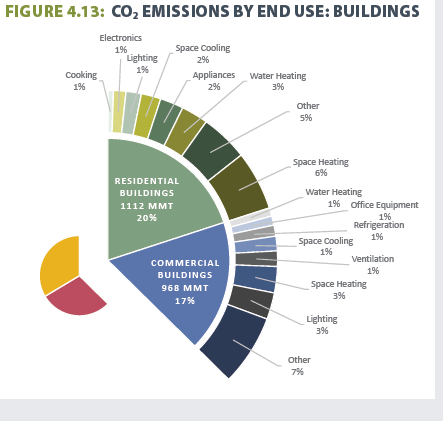 FIGURE 4.13: CO₂ EMISSIONS BY END USE: BUILDINGS
Electronics
1%
Lighting
1%
Space Cooling
2%
Cooking
1%
Appliances
2%
Water Heating
3%
Other
5%
Space Heating
6%
RESIDENTIAL
BUILDINGS
1112 MMT
20%
Water Heating
1%
Office Equipment
1%
Refrigeration
1%
Space Cooling
1%
Ventilation
1%
COMMERCIAL
BUILDINGS
968 MMT
17%
Space Heating
3%
Lighting
3%
Other
7%